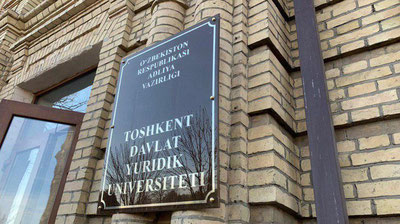 O'ZBEKISTON
RESPUBLIKASI
ADLIYA
VAZIRLIGI
TOSHKENT
DAVLAT
YURIDIK
UNIVERSITETI